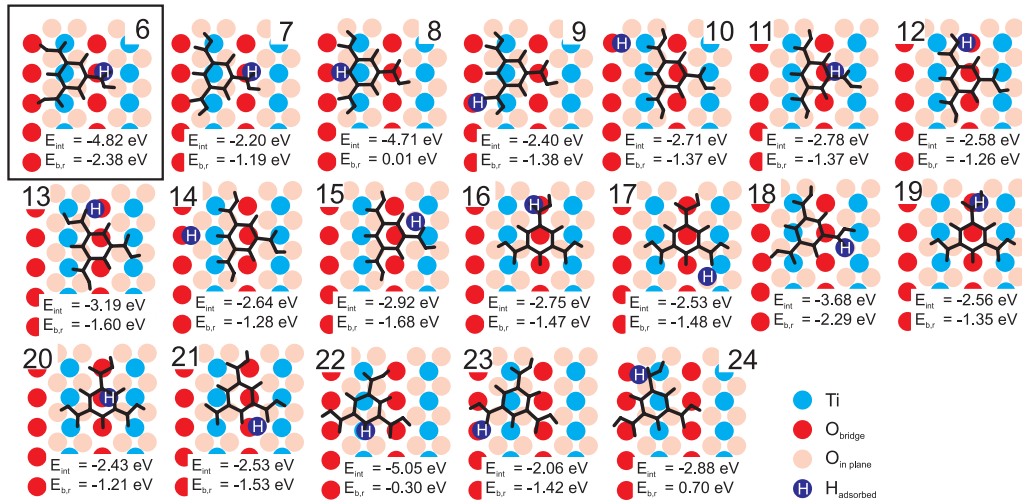 6 7 8 9 10 11 12
H H H H H H H
E_int = -4.82 eV E_int = -2.20 eV E_int = -4.71 eV E_int = -2.40 eV E_int = -2.71 eV E_int = -2.78 eV E_int = -2.58 eV
E_b,r = -2.38 eV E_b,r = -1.19 eV E_b,r = 0.01 eV E_b,r = -1.38 eV E_b,r = -1.37 eV E_b,r = -1.37 eV E_b,r = -1.26 eV
13 14 15 16 17 18 19
H H H H H H H
E_int = -3.19 eV E_int = -2.64 eV E_int = -2.92 eV E_int = -2.75 eV E_int = -2.53 eV E_int = -3.68 eV E_int = -2.56 eV
E_b,r = -1.60 eV E_b,r = -1.28 eV E_b,r = -1.68 eV E_b,r = -1.47 eV E_b,r = -1.48 eV E_b,r = -2.29 eV E_b,r = -1.35 eV
20 21 22 23 24
H H H H H
E_int = -2.43 eV E_int = -2.53 eV E_int = -5.05 eV E_int = -2.06 eV E_int = -2.88 eV
E_b,r = -1.21 eV E_b,r = -1.53 eV E_b,r = -0.30 eV E_b,r = -1.42 eV E_b,r = 0.70 eV
Ti
O_bridge
O_in plane
H H_adsorbed